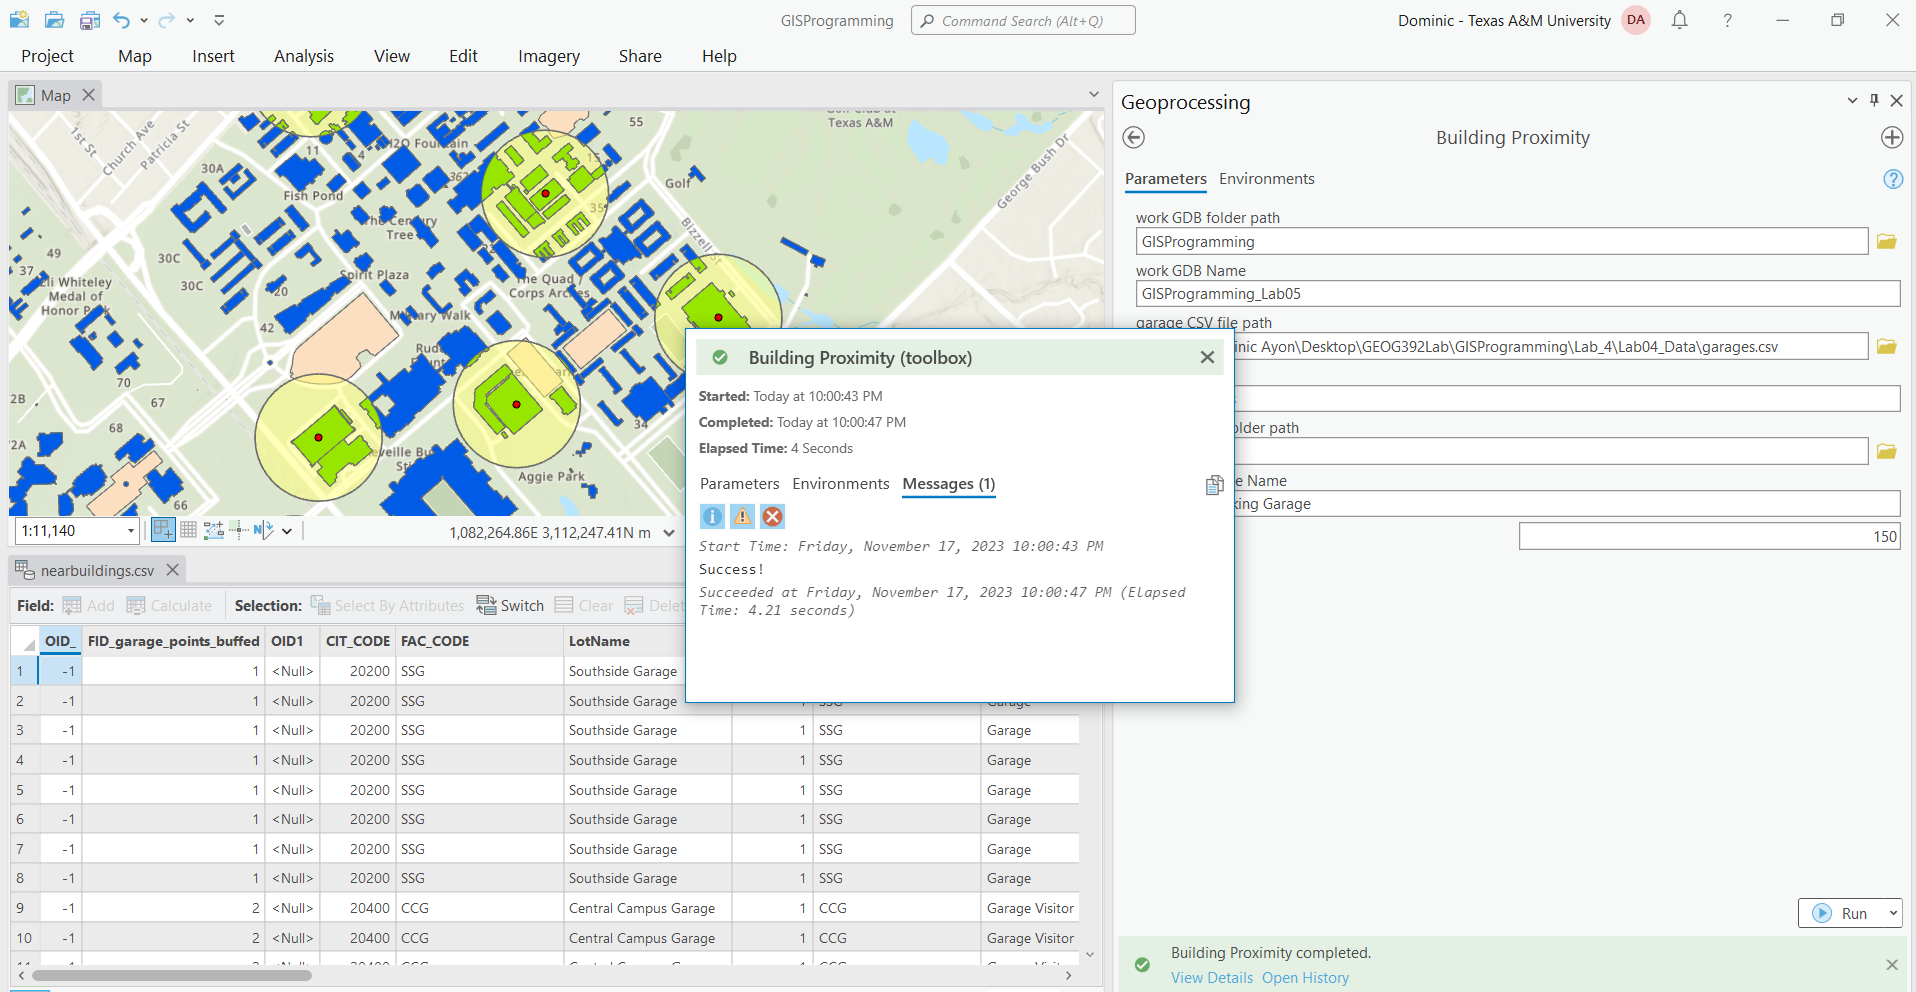 GISProgramming
Command Search (Alt+Q)
Dominic - Texas A&M University
DA
Project Map Insert Analysis View Edit Imagery Share Help
Map
Geoprocessing
Building Proximity
Parameters Environments
work GDB folder path
GISProgramming
work GDB Name
GISProgramming_Lab05
garage CSV file path
nic Ayon\Desktop\GEOG392Lab\GISProgramming\Lab_4\Lab04_Data\garages.csv
older path
e Name
king Garage
150
1st St
Church Ave
Patricia St
30A
11
4
H2O Fountain
362
55
15
Texas A&M
George Bush Dr
Golf
Fish Pond
The Century
Tree
35
Bizzell St
49
37
30C
30C
20
Eli Whiteley
Medal of
Honor Park
Spirit Plaza
The Quad /
Corps Arches
42
Military Walk
70
2B
67
68
2A
66
34
Aggie Park
1:11,140
1,082,264.86E 3,112,247.41N m
Building Proximity (toolbox)
Started: Today at 10:00:43 PM
Completed: Today at 10:00:47 PM
Elapsed Time: 4 Seconds
Parameters Environments Messages (1)
Start Time: Friday, November 17, 2023 10:00:43 PM
Success!
Succeeded at Friday, November 17, 2023 10:00:47 PM (Elapsed
Time: 4.21 seconds)
nearbuildings.csv
Field: Add Calculate Selection: Select By Attributes Switch Clear Delet
OID_ FID_garage_points_buffed OID1 CIT_CODE FAC_CODE LotName
1 -1 1 <Null> 20200 SSG Southside Garage
2 -1 1 <Null> 20200 SSG Southside Garage 1 SSG Garage
3 -1 1 <Null> 20200 SSG Southside Garage 1 SSG Garage
4 -1 1 <Null> 20200 SSG Southside Garage 1 SSG Garage
5 -1 1 <Null> 20200 SSG Southside Garage 1 SSG Garage
6 -1 1 <Null> 20200 SSG Southside Garage 1 SSG Garage
7 -1 1 <Null> 20200 SSG Southside Garage 1 SSG Garage
8 -1 1 <Null> 20200 SSG Southside Garage 1 SSG Garage
9 -1 2 <Null> 20400 CCG Central Campus Garage 1 CCG Garage Visitor
10 -1 2 <Null> 20400 CCG Central Campus Garage 1 CCG Garage Visitor
Run
Building Proximity completed.
View Details Open History